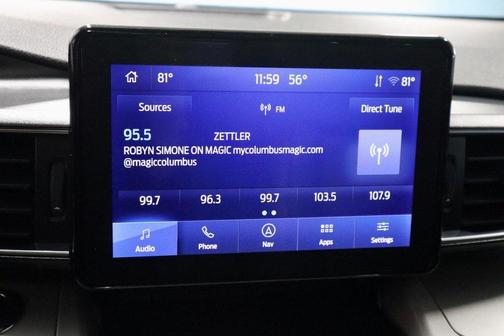 81° 11:59 56° 81°
Sources FM Direct Tune
95.5 ZETTLER
ROBYN SIMONE ON MAGIC mycolumbusmagic.com
@magiccolumbus
99.7 96.3 99.7 103.5 107.9
Audio Phone Nav Apps Settings